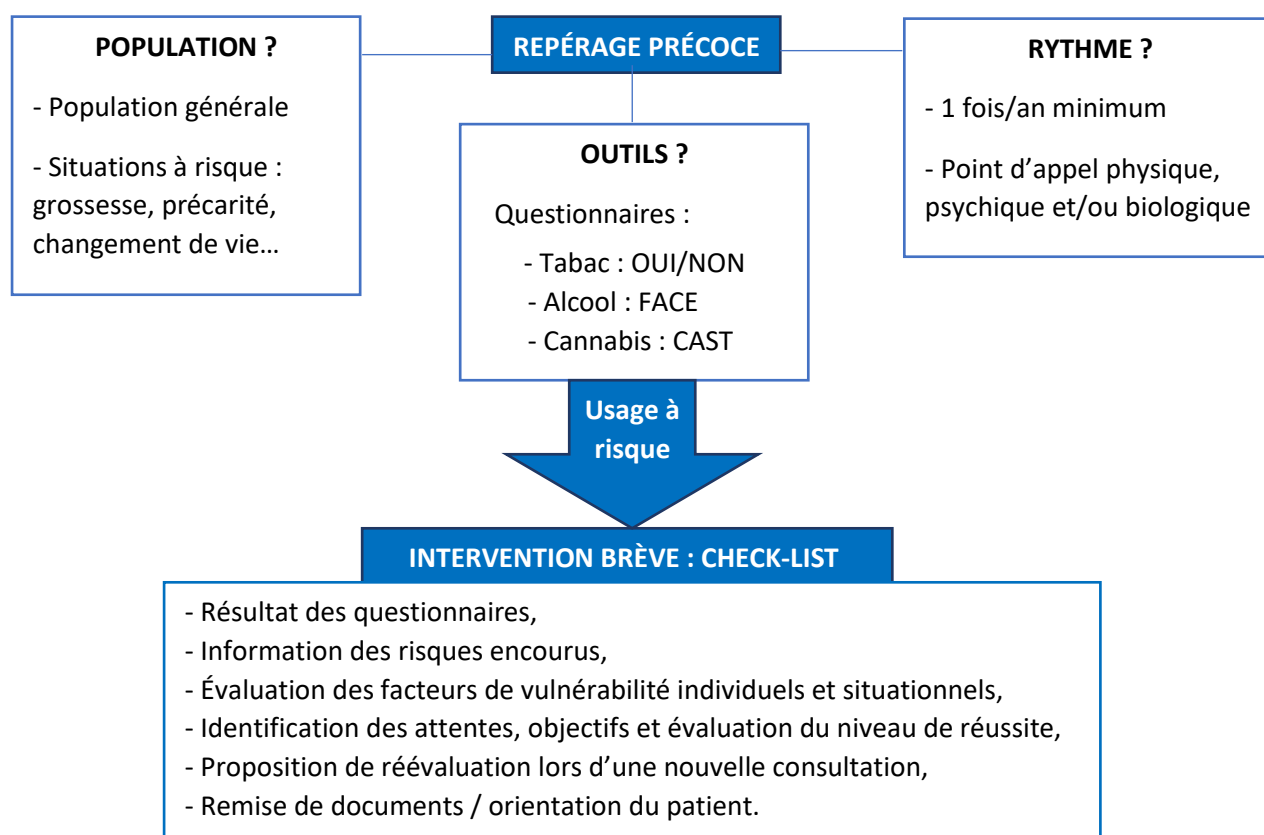 REPÉRAGE PRÉCOCE
POPULATION ?
- Population générale
- Situations à risque :
grossesse, précarité,
changement de vie…
OUTILS ?
Questionnaires :
- Tabac : OUI/NON
- Alcool : FACE
- Cannabis : CAST
RYTHME ?
- 1 fois/an minimum
- Point d’appel physique,
psychique et/ou biologique
Usage à
risque
INTERVENTION BRÈVE : CHECK-LIST
- Résultat des questionnaires,
- Information des risques encourus,
- Évaluation des facteurs de vulnérabilité individuels et situationnels,
- Identification des attentes, objectifs et évaluation du niveau de réussite,
- Proposition de réévaluation lors d’une nouvelle consultation,
- Remise de documents / orientation du patient.